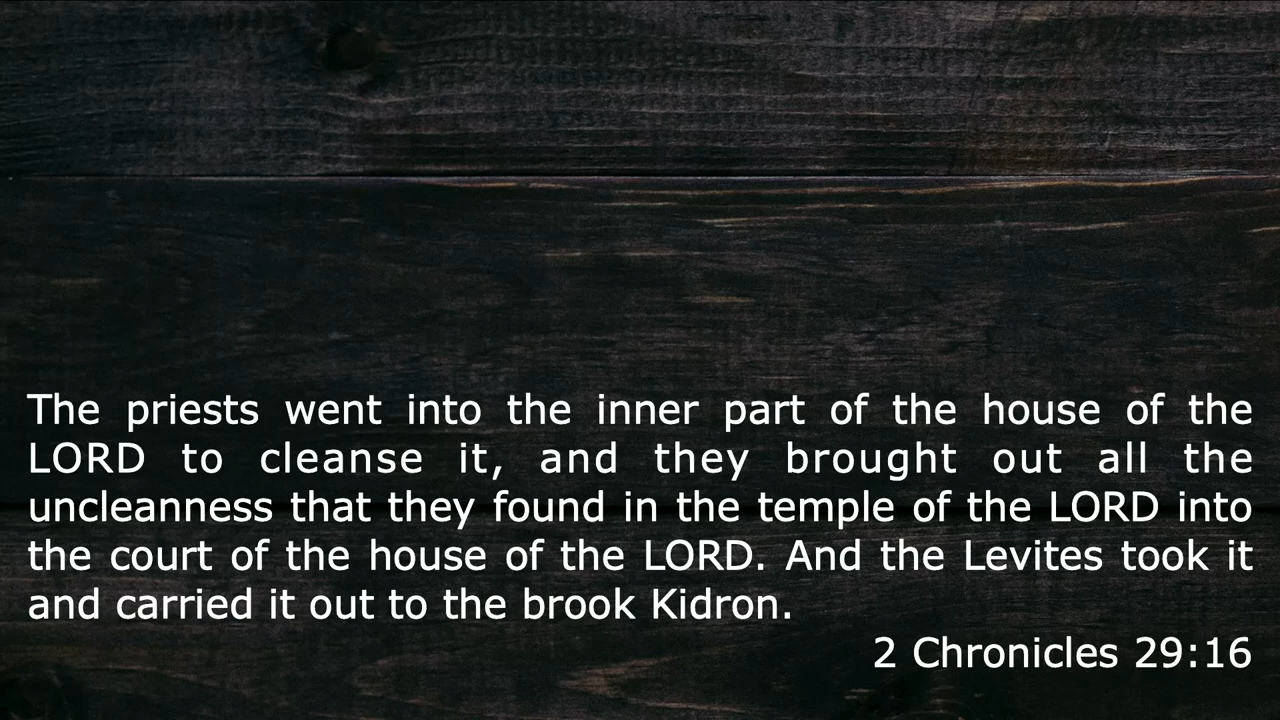 The priests went into the inner part of the house of the
LORD to cleanse it, and they brought out all the
uncleanness that they found in the temple of the LORD into
the court of the house of the LORD. And the Levites took it
and carried it out to the brook Kidron.
2 Chronicles 29:16